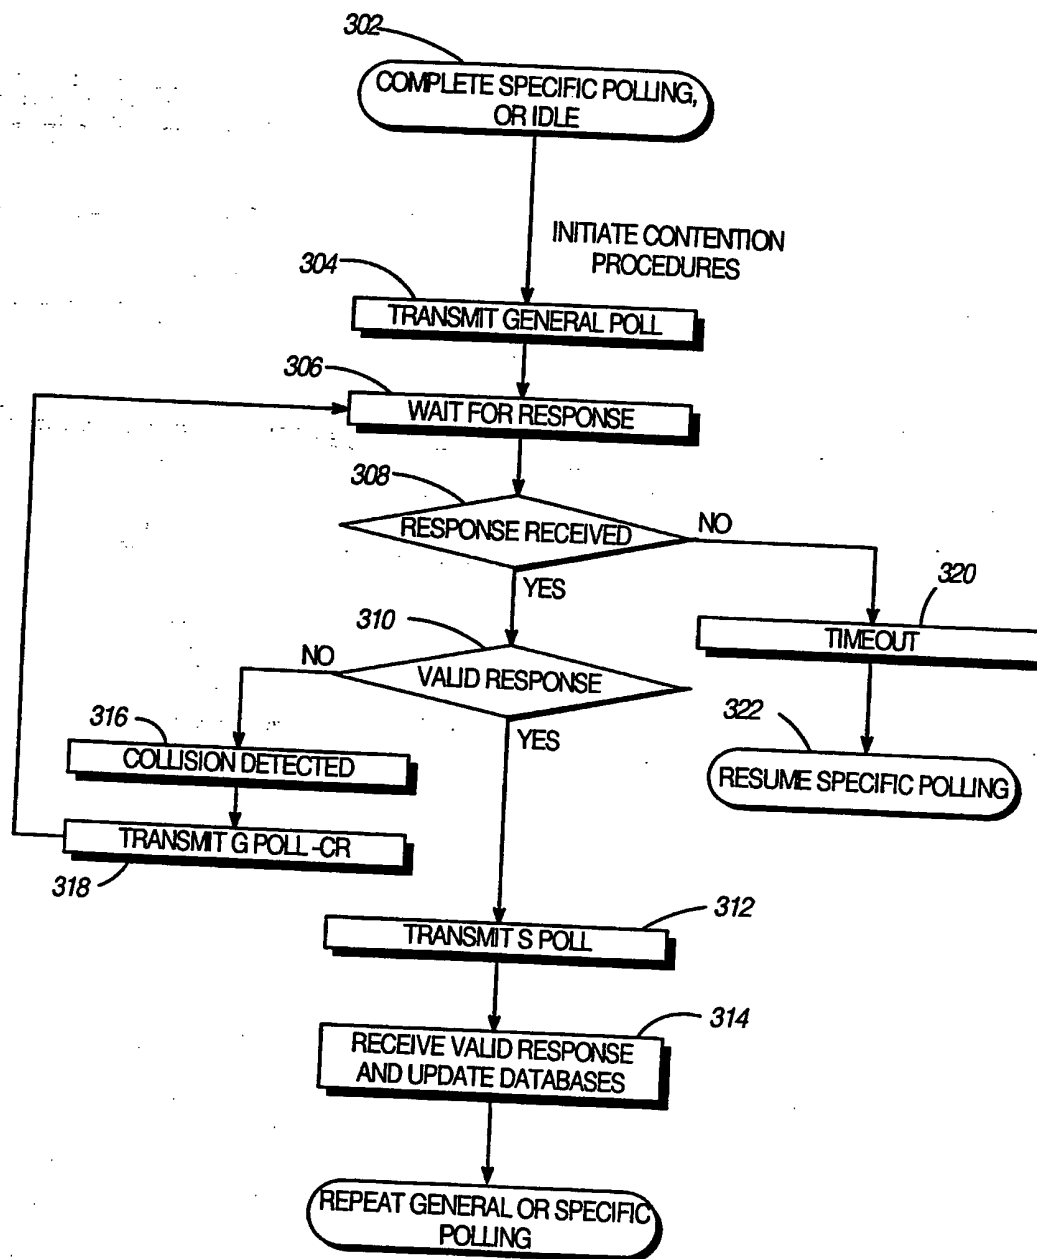 302
COMPLETE SPECIFIC POLLING,
OR IDLE
INITIATE CONTENTION
PROCEDURES
304
TRANSMIT GENERAL POLL
306
WAIT FOR RESPONSE
308
RESPONSE RECEIVED
NO
YES
320
TIMEOUT
310
NO
VALID RESPONSE
YES
322
RESUME SPECIFIC POLLING
316
COLLISION DETECTED
TRANSMIT G POLL -CR
318
312
TRANSMIT S POLL
314
RECEIVE VALID RESPONSE
AND UPDATE DATABASES
REPEAT GENERAL OR SPECIFIC
POLLING